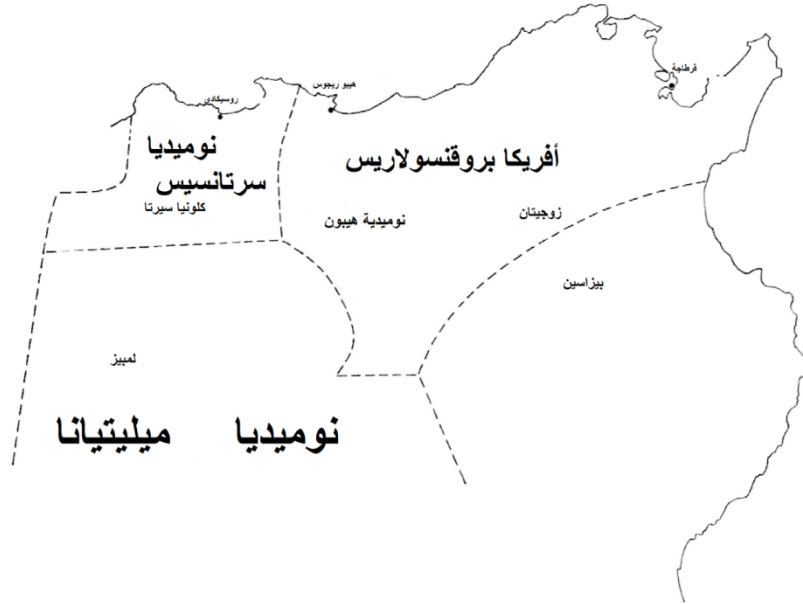 قرطاجة
هيبو ريجوس
روسيكادي
نوميديا
سرتانسيس
كلونيا سيرتا
أفريكا بروقنسولاريس
زوجيتان
نوميدية هيبون
بيزاسين
لمبيز
نوميديا ميليتيانا